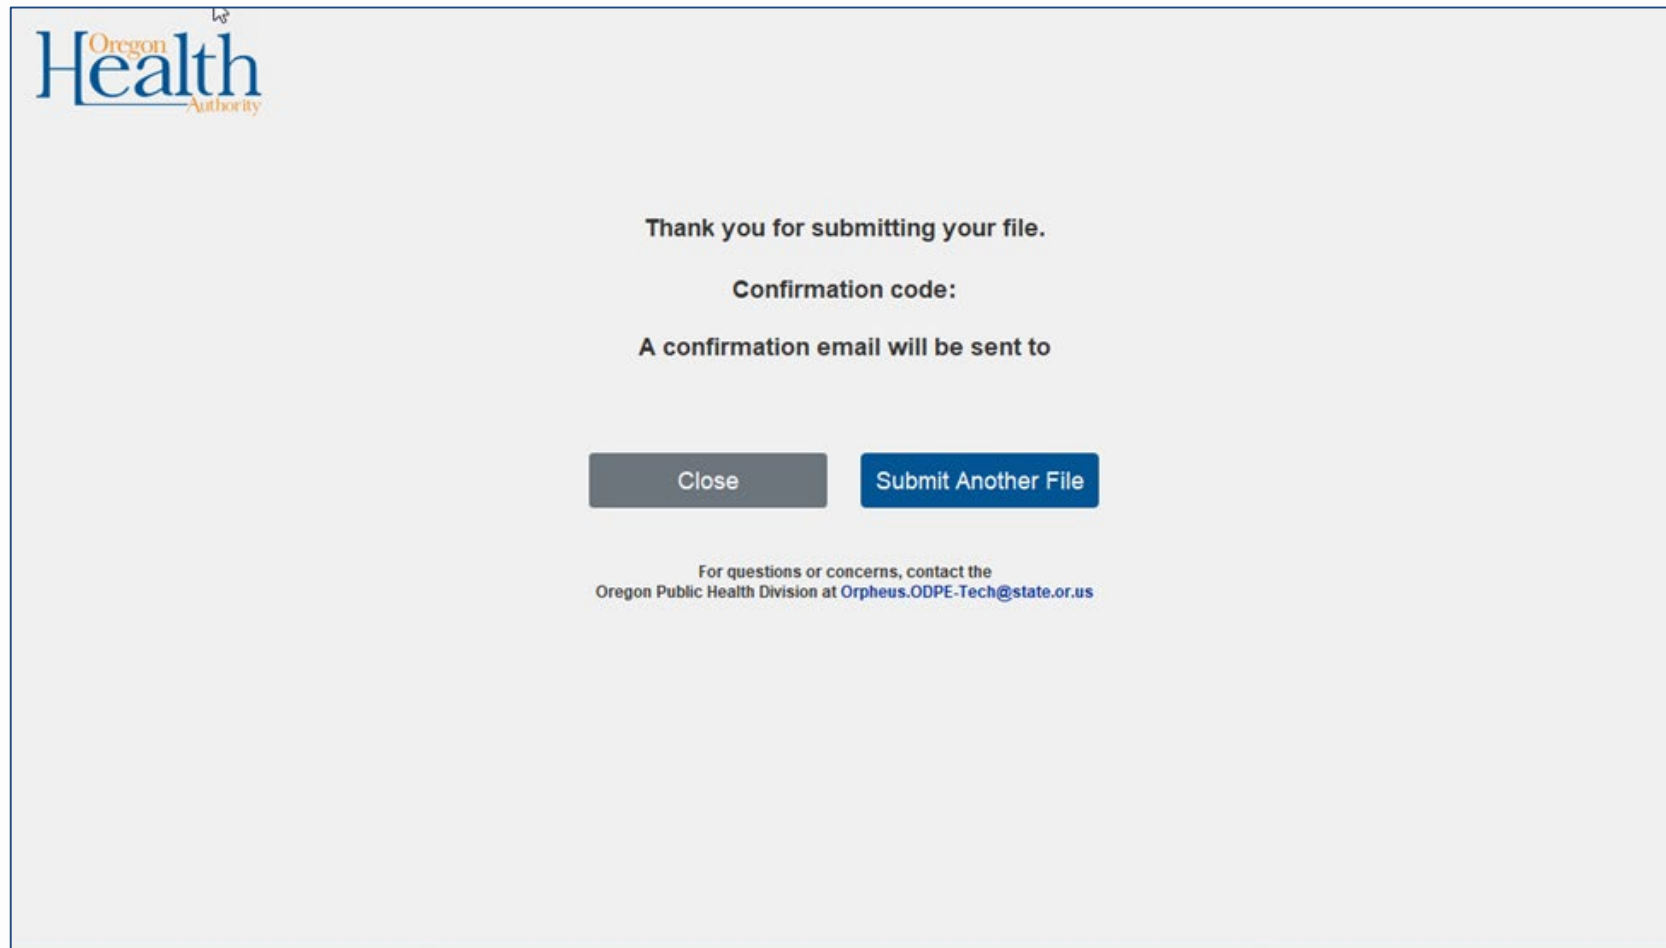 Oregon
Health
Authority
Thank you for submitting your file.
Confirmation code:
A confirmation email will be sent to
Close
Submit Another File
For questions or concerns, contact the
Oregon Public Health Division at Orpheus.ODPE-Tech@state.or.us